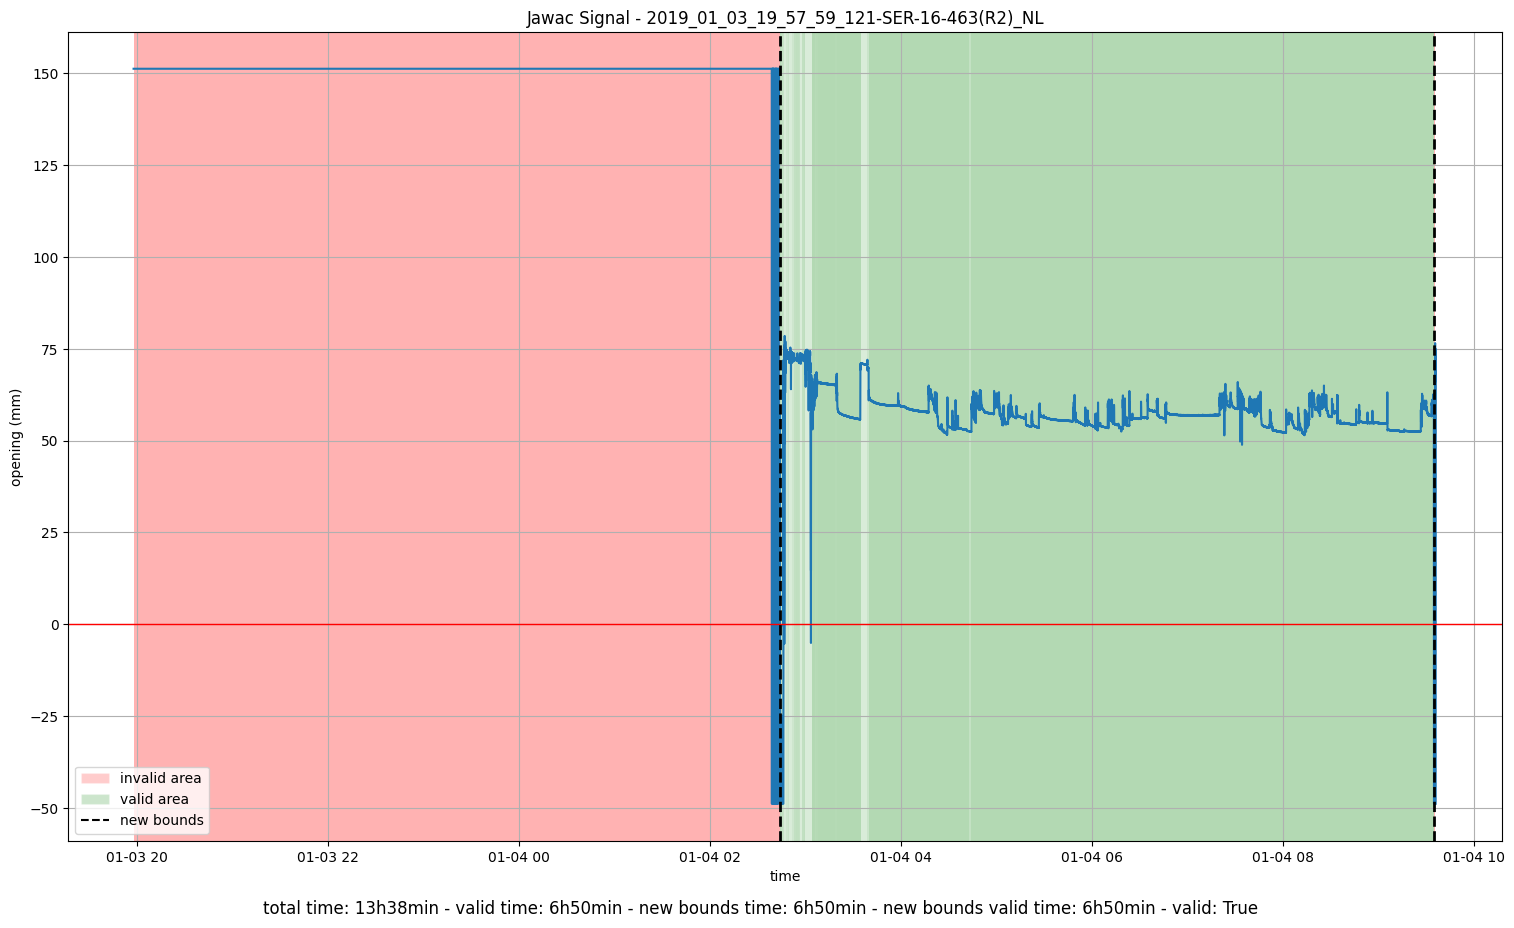 Jawac Signal - 2019_01_03_19_57_59_121-SER-16-463(R2)_NL
150
125
100
75
50
25
0
−25
−50
opening (mm)
invalid area
valid area
new bounds
01-03 20
01-03 22
01-04 00
01-04 02
01-04 04
01-04 06
01-04 08
01-04 10
time
total time: 13h38min - valid time: 6h50min - new bounds time: 6h50min - new bounds valid time: 6h50min - valid: True